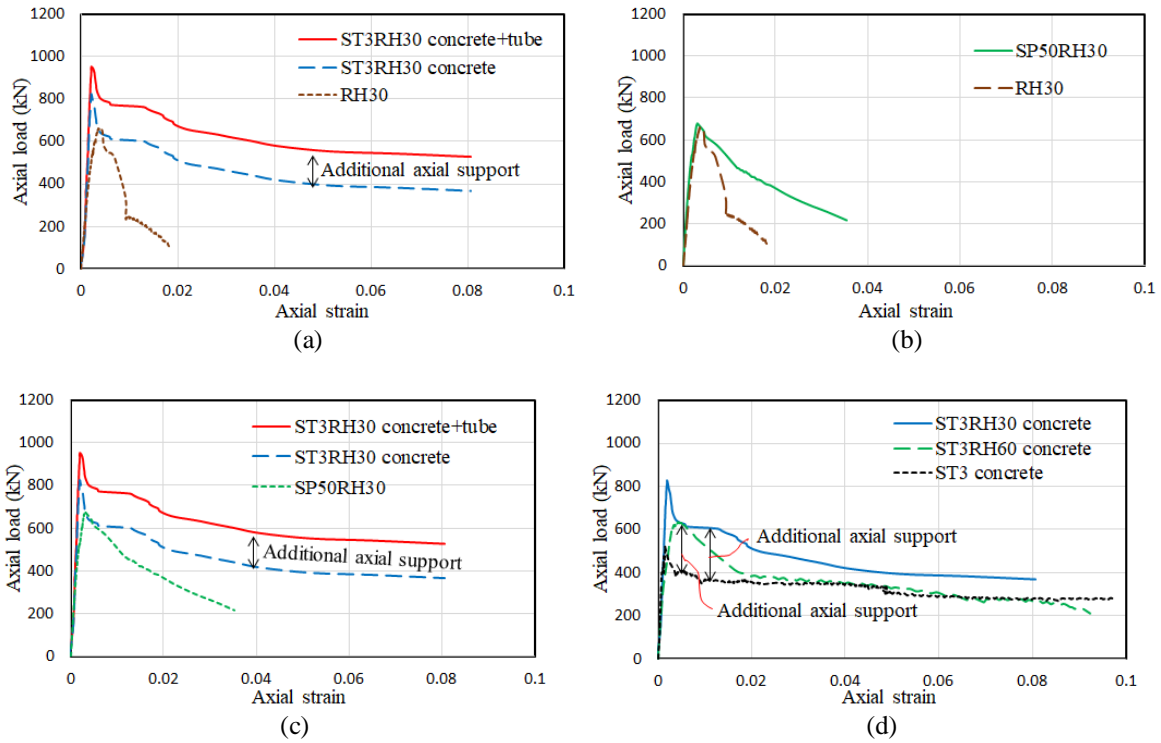 1200
1000
800
600
400
200
0
Axial load (kN)
ST3RH30 concrete+tube
ST3RH30 concrete
RH30
Additional axial support
0 0.02 0.04 0.06 0.08 0.1
Axial strain
(a)
1200
1000
800
600
400
200
0
Axial load (kN)
SP50RH30
RH30
0 0.02 0.04 0.06 0.08 0.1
Axial strain
(b)
1200
1000
800
600
400
200
0
Axial load (kN)
ST3RH30 concrete+tube
ST3RH30 concrete
SP50RH30
Additional axial support
0 0.02 0.04 0.06 0.08 0.1
Axial strain
(c)
1200
1000
800
600
400
200
0
Axial load (kN)
ST3RH30 concrete
ST3RH60 concrete
ST3 concrete
Additional axial support
Additional axial support
0 0.02 0.04 0.06 0.08 0.1
Axial strain
(d)